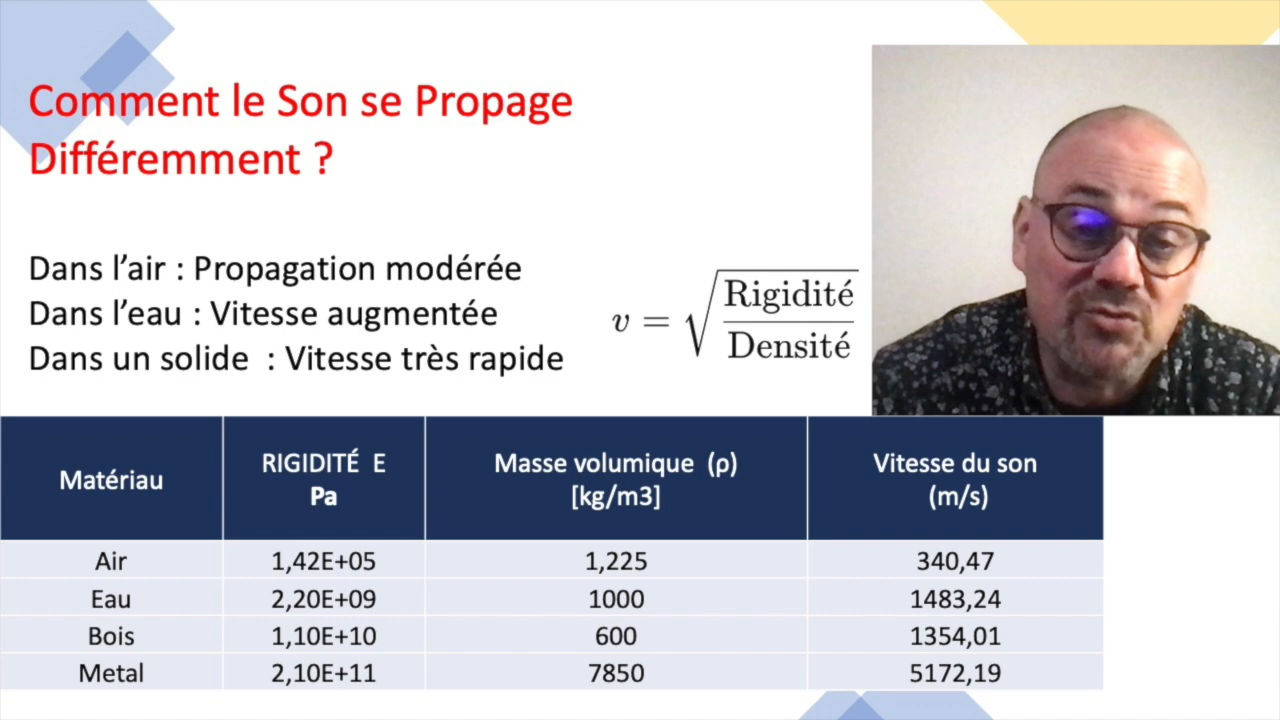 Comment le Son se Propage
Différemment ?
Dans l’air : Propagation modérée
Dans l’eau : Vitesse augmentée
Dans un solide : Vitesse très rapide
v = √ Rigidité
Densité
Matériau RIGIDITÉ E Pa Masse volumique (ρ) [kg/m3] Vitesse du son (m/s)
Air 1,42E+05 1,225 340,47
Eau 2,20E+09 1000 1483,24
Bois 1,10E+10 600 1354,01
Metal 2,10E+11 7850 5172,19